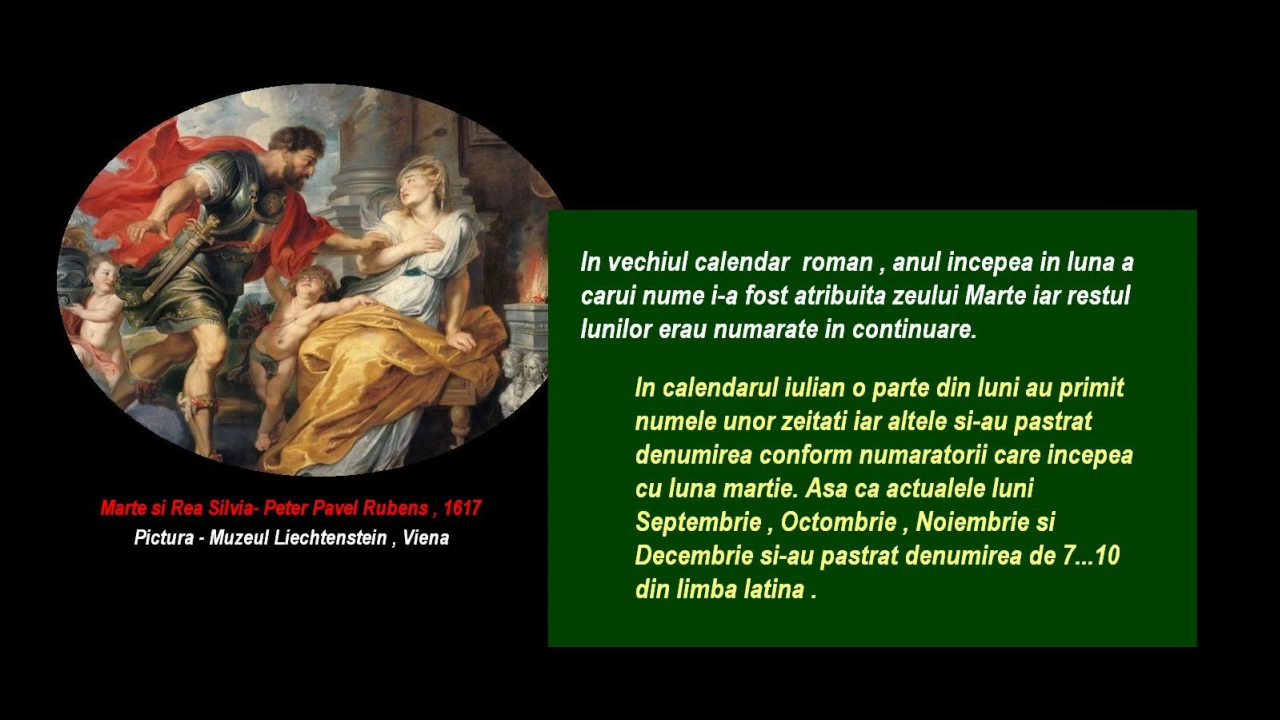 In vechiul calendar roman , anul incepea in luna a
carui nume i-a fost atribuita zeului Marte iar restul
lunilor erau numarate in continuare.
In calendarul iulian o parte din luni au primit
numele unor zeitati iar altele si-au pastrat
denumirea conform numaratorii care incepea
cu luna martie. Asa ca actualele luni
Septembrie , Octombrie , Noiembrie si
Decembrie si-au pastrat denumirea de 7...10
din limba latina .
Marte si Rea Silvia- Peter Pavel Rubens , 1617
Pictura - Muzeul Liechtenstein , Viena